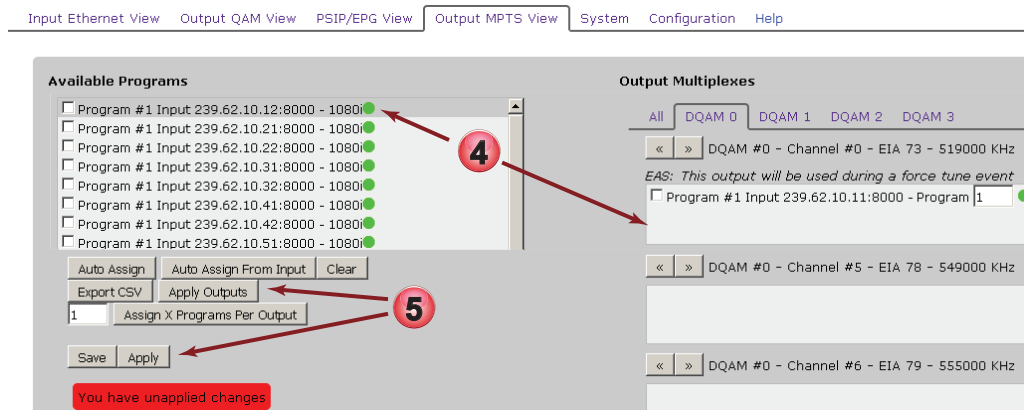 Input Ethernet View Output QAM View PSIP/EPG View Output MPTS View System Configuration Help
Available Programs
Program #1 Input 239.62.10.12:8000 - 1080i
Program #1 Input 239.62.10.21:8000 - 1080i
Program #1 Input 239.62.10.22:8000 - 1080i
Program #1 Input 239.62.10.31:8000 - 1080i
Program #1 Input 239.62.10.32:8000 - 1080i
Program #1 Input 239.62.10.41:8000 - 1080i
Program #1 Input 239.62.10.42:8000 - 1080i
Program #1 Input 239.62.10.51:8000 - 1080i
Auto Assign Auto Assign From Input Clear
Export CSV Apply Outputs
1 Assign X Programs Per Output
Save Apply
You have unapplied changes
4
5
Output Multiplexes
All DQAM 0 DQAM 1 DQAM 2 DQAM 3
« » DQAM #0 - Channel #0 - EIA 73 - 519000 KHz
EAS: This output will be used during a force tune event
Program #1 Input 239.62.10.11:8000 - Program 1
« » DQAM #0 - Channel #5 - EIA 78 - 549000 KHz
« » DQAM #0 - Channel #6 - EIA 79 - 555000 KHz